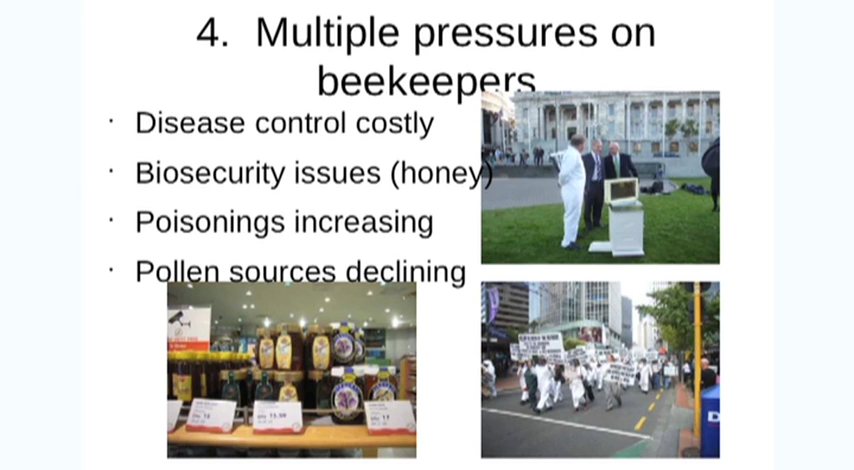 4. Multiple pressures on
beekeepers
· Disease control costly
· Biosecurity issues (honey)
· Poisonings increasing
· Pollen sources declining